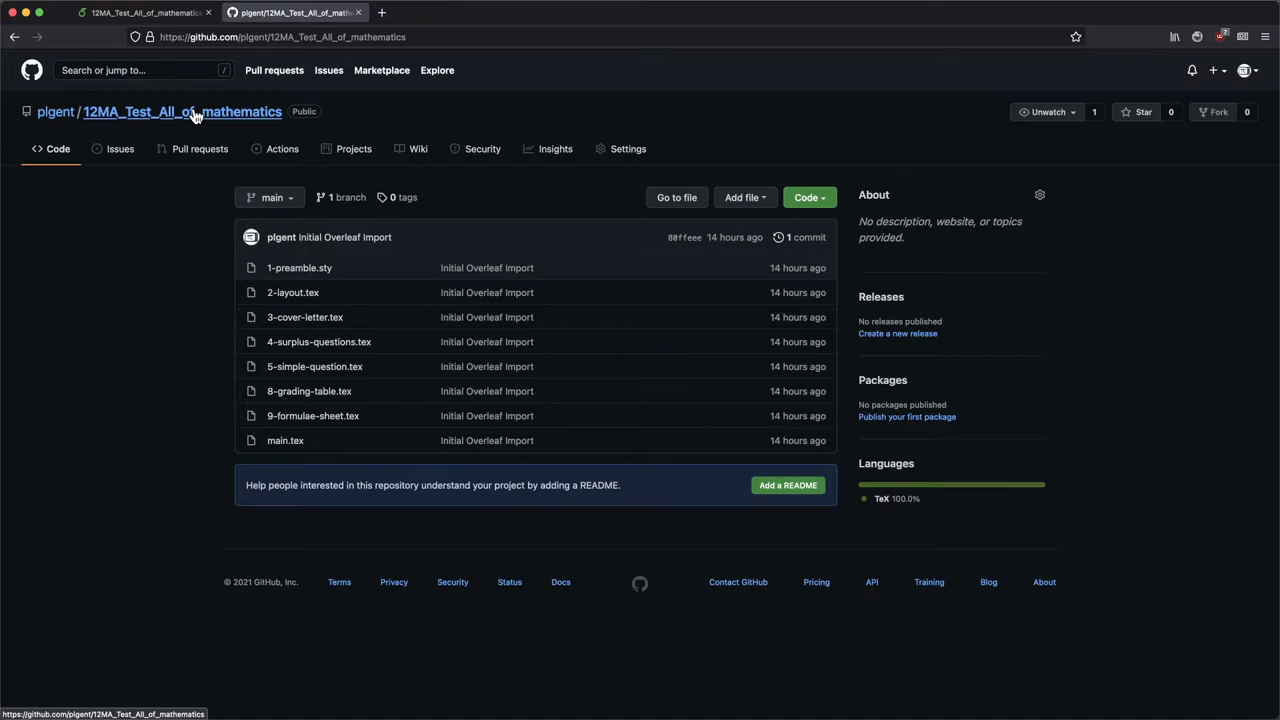 12MA_Test_All_of_mathematics
plgent/12MA_Test_All_of_math
https://github.com/plgent/12MA_Test_All_of_mathematics
7
Search or jump to... /
Pull requests Issues Marketplace Explore
plgent / 12MA_Test_All_of_mathematics Public
Unwatch 1 Star 0 Fork 0
Code Issues Pull requests Actions Projects Wiki Security Insights Settings
main 1 branch 0 tags Go to file Add file Code
plgent Initial Overleaf Import 80ffeee 14 hours ago 1 commit
1-preamble.sty Initial Overleaf Import 14 hours ago
2-layout.tex Initial Overleaf Import 14 hours ago
3-cover-letter.tex Initial Overleaf Import 14 hours ago
4-surplus-questions.tex Initial Overleaf Import 14 hours ago
5-simple-question.tex Initial Overleaf Import 14 hours ago
8-grading-table.tex Initial Overleaf Import 14 hours ago
9-formulae-sheet.tex Initial Overleaf Import 14 hours ago
main.tex Initial Overleaf Import 14 hours ago
Help people interested in this repository understand your project by adding a README. Add a README
About
No description, website, or topics
provided.
Releases
No releases published
Create a new release
Packages
No packages published
Publish your first package
Languages
TeX 100.0%
© 2021 GitHub, Inc. Terms Privacy Security Status Docs Contact GitHub Pricing API Training Blog About
https://github.com/plgent/12MA_Test_All_of_mathematics